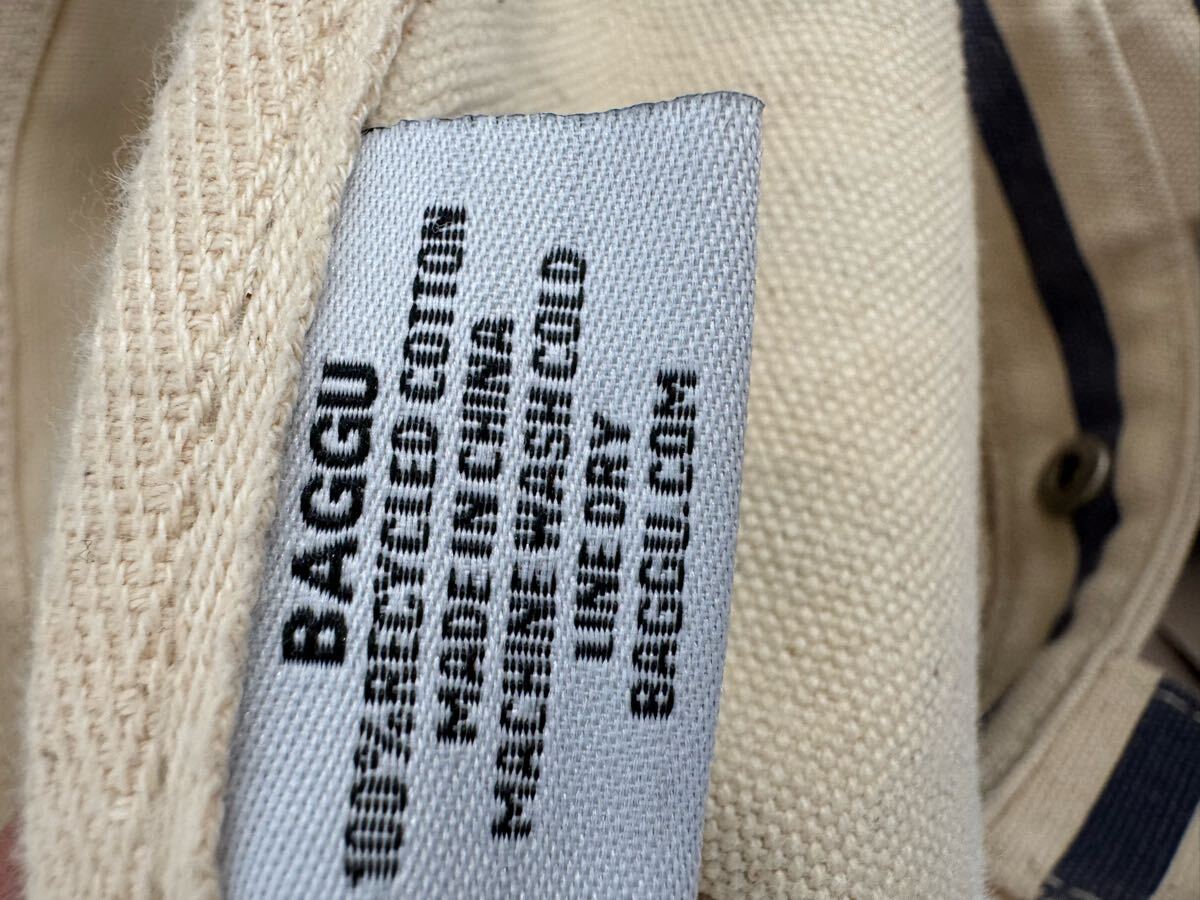 BAGGU
100% RECYCLED COTTON
MADE IN CHINA
MACHINE WASH COLD
LINE DRY
BAGGU.COM